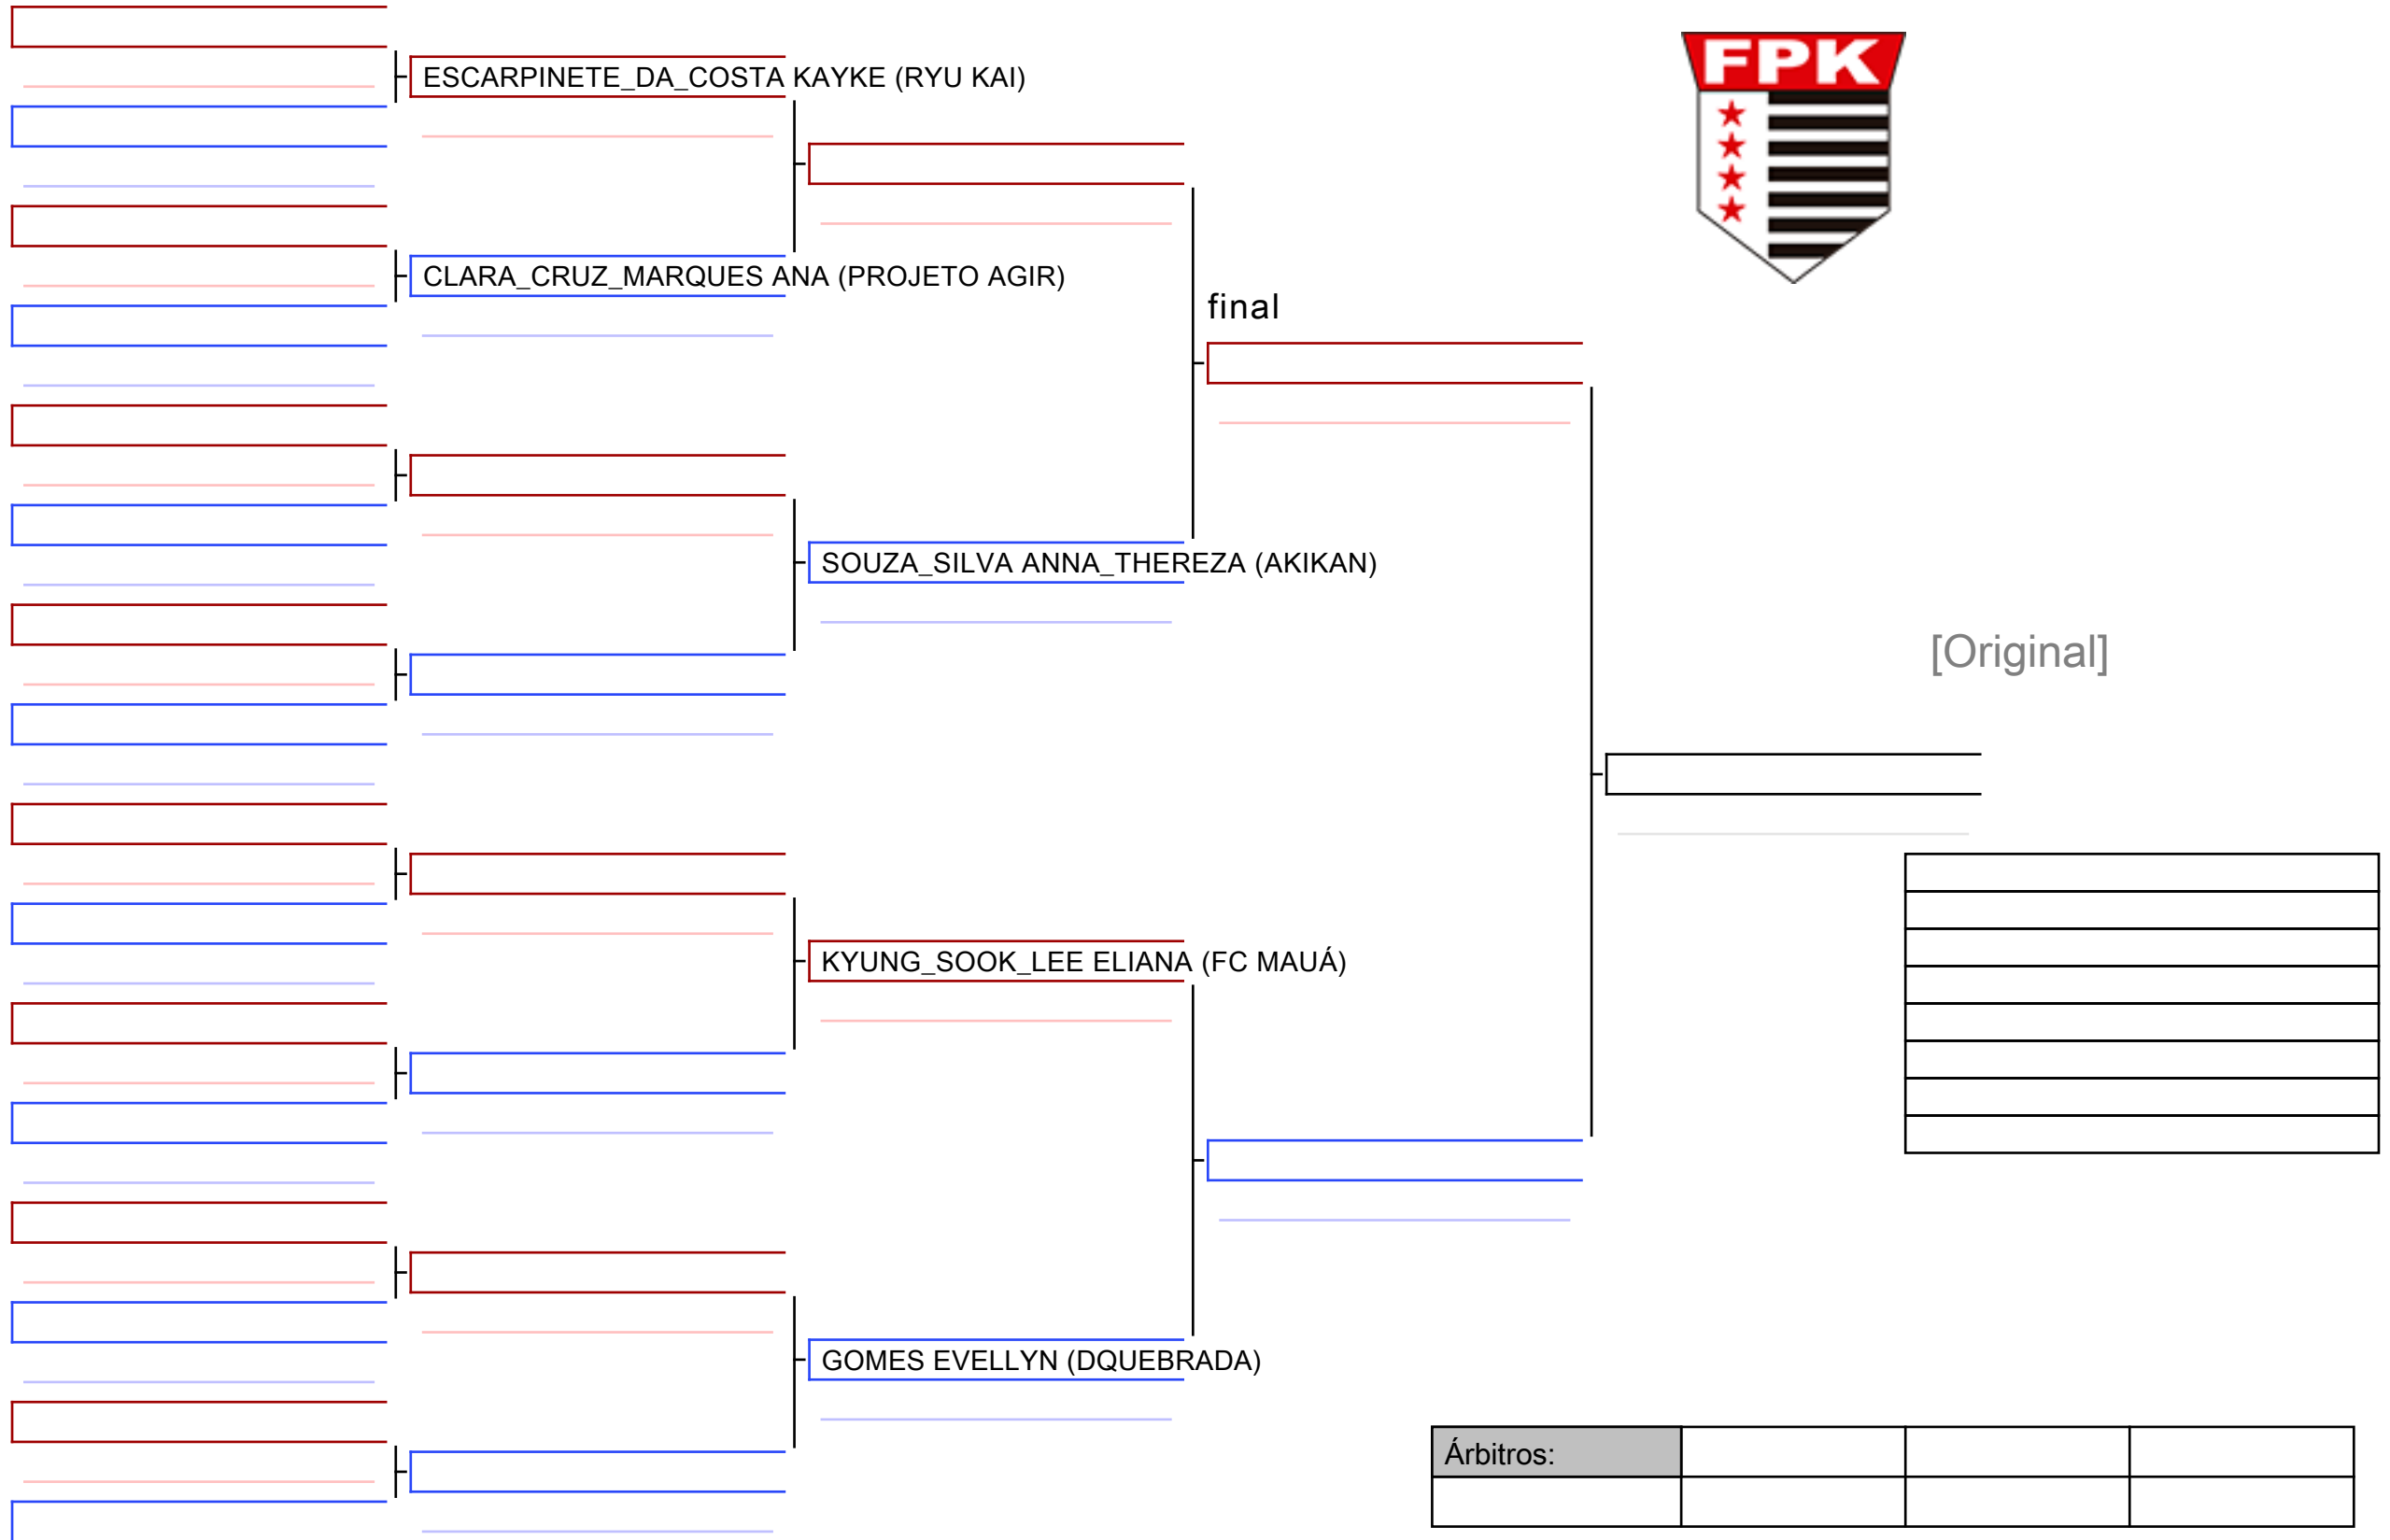 FPK
ESCARPINETE_DA_COSTA KAYKE (RYU KAI)
CLARA_CRUZ_MARQUES ANA (PROJETO AGIR)
final
SOUZA_SILVA ANNA_THEREZA (AKIKAN)
[Original]
KYUNG_SOOK_LEE ELIANA (FC MAUÁ)
GOMES EVELLYN (DQUEBRADA)
Árbitros: